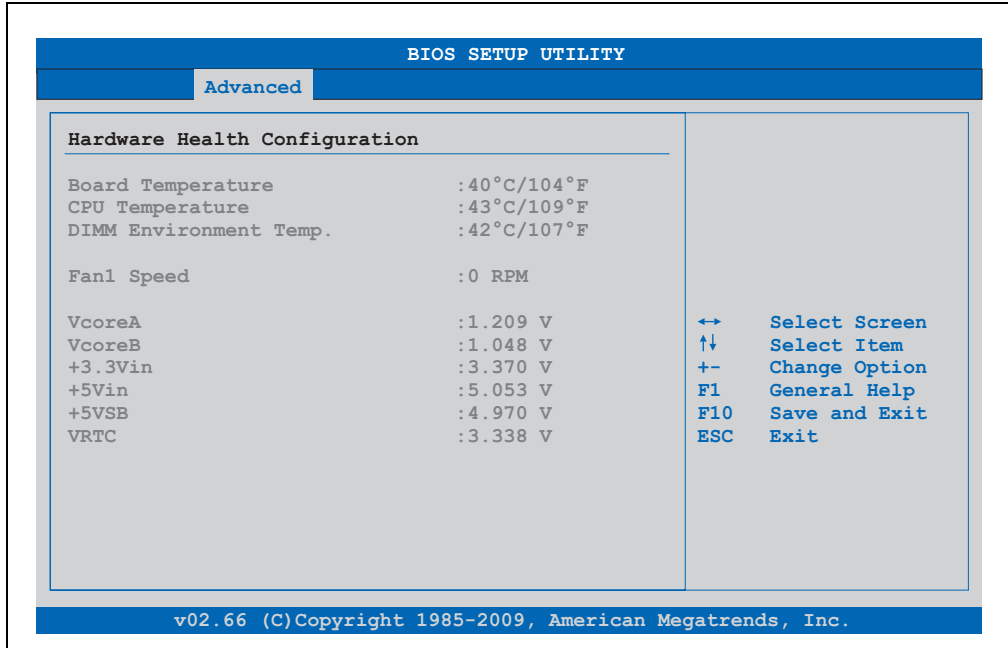 BIOS SETUP UTILITY
Advanced
Hardware Health Configuration
Board Temperature :40°C/104°F
CPU Temperature :43°C/109°F
DIMM Environment Temp. :42°C/107°F
Fan1 Speed :0 RPM
VcoreA :1.209 V
VcoreB :1.048 V
+3.3Vin :3.370 V
+5Vin :5.053 V
+5VSB :4.970 V
VRTC :3.338 V
↔ Select Screen
↑↓ Select Item
+- Change Option
F1 General Help
F10 Save and Exit
ESC Exit
v02.66 (C)Copyright 1985-2009, American Megatrends, Inc.